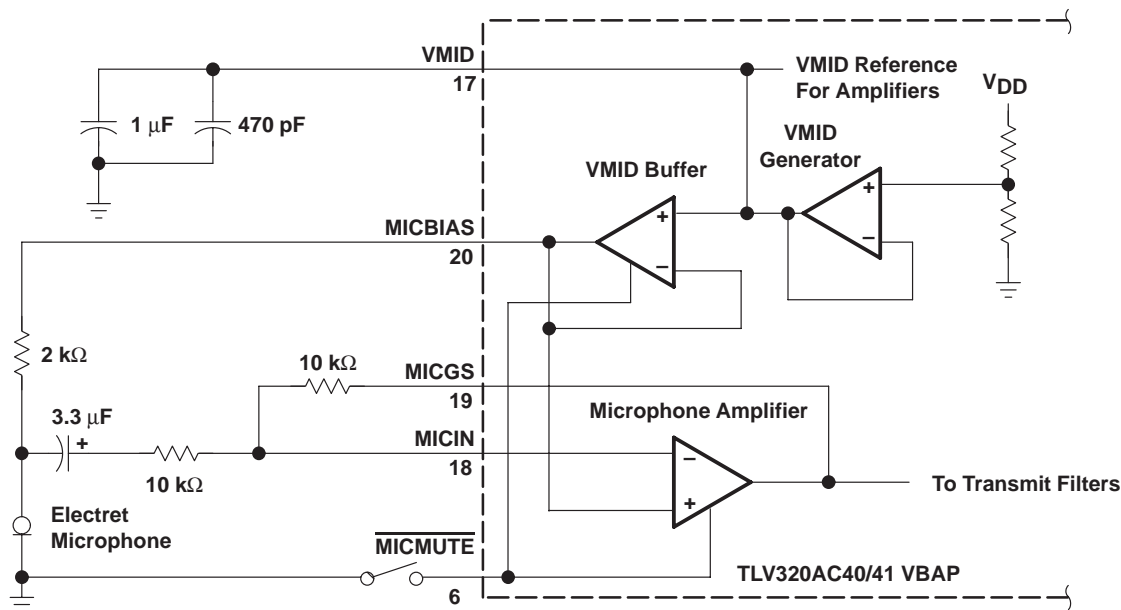 VMID
17
VMID Reference
For Amplifiers
VDD
1 μF
470 pF
VMID
Generator
+
−
VMID Buffer
+
−
MICBIAS
20
2 kΩ
10 kΩ
MICGS
19
Microphone Amplifier
3.3 μF
+
MICIN
18
−
+
10 kΩ
To Transmit Filters
Electret
Microphone
MICMUTE
6
TLV320AC40/41 VBAP